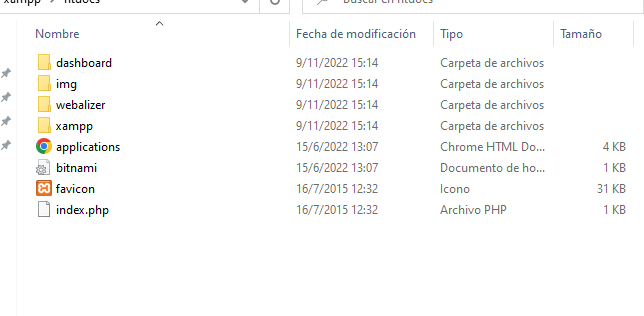 xampp > htdocs
Buscar en htdocs
Nombre Fecha de modificación Tipo Tamaño
dashboard 9/11/2022 15:14 Carpeta de archivos
img 9/11/2022 15:14 Carpeta de archivos
webalizer 9/11/2022 15:14 Carpeta de archivos
xampp 9/11/2022 15:14 Carpeta de archivos
applications 15/6/2022 13:07 Chrome HTML Do... 4 KB
bitnami 15/6/2022 13:07 Documento de ho... 1 KB
favicon 16/7/2015 12:32 Icono 31 KB
index.php 16/7/2015 12:32 Archivo PHP 1 KB